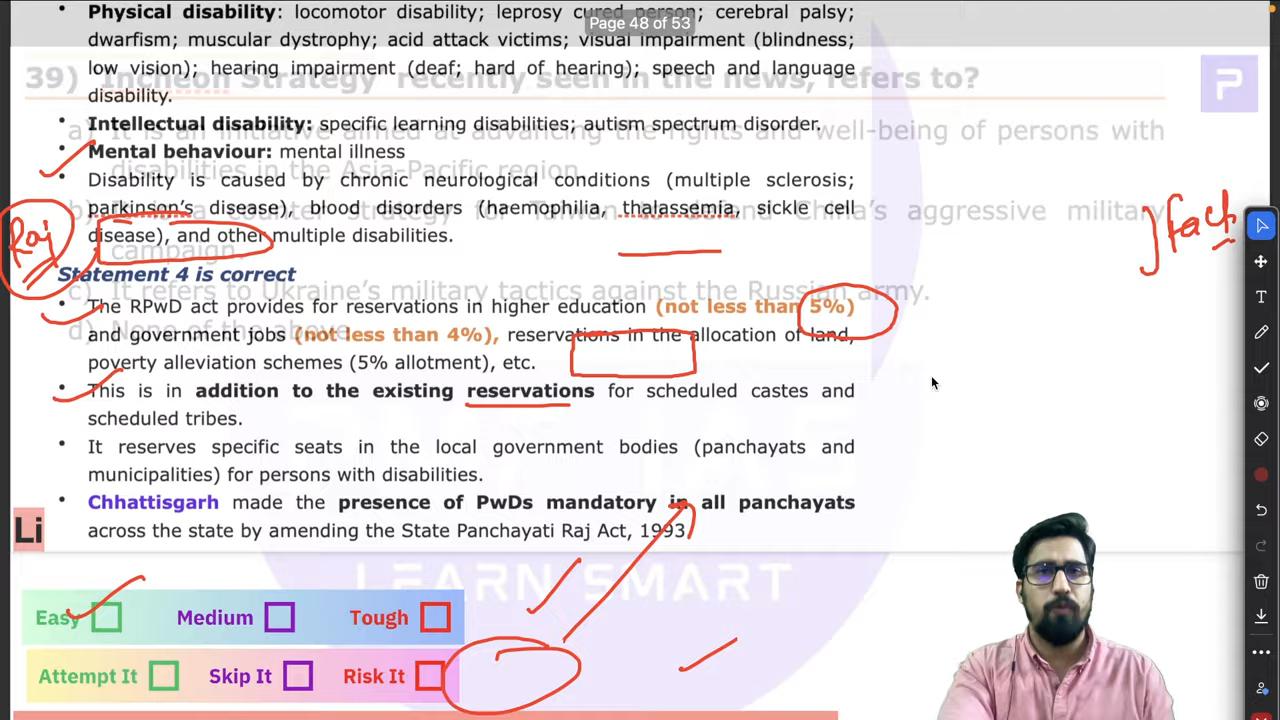 Page 48 of 53
• Physical disability: locomotor disability; leprosy cured person; cerebral palsy;
dwarfism; muscular dystrophy; acid attack victims; visual impairment (blindness;
low vision); hearing impairment (deaf; hard of hearing); speech and language
disability.
39) 'Incheon Strategy' recently seen in the news, refers to?
P
• Intellectual disability: specific learning disabilities; autism spectrum disorder.
a) It is an initiative aimed at advancing the rights and well-being of persons with
disabilities in the Asia-Pacific region.
• Mental behaviour: mental illness
• Disability is caused by chronic neurological conditions (multiple sclerosis;
parkinson's disease), blood disorders (haemophilia, thalassemia, sickle cell
disease), and other multiple disabilities.
b) a counter strategy Taiwan China's aggressive military
campaign.
Raj
fact
Statement 4 is correct
c) It refers to Ukraine's military tactics against the Russian army.
• The RPwD act provides for reservations in higher education (not less than 5%)
and government jobs (not less than 4%), reservations in the allocation of land,
poverty alleviation schemes (5% allotment), etc.
d) None of the above
• This is in addition to the existing reservations for scheduled castes and
scheduled tribes.
• It reserves specific seats in the local government bodies (panchayats and
municipalities) for persons with disabilities.
• Chhattisgarh made the presence of PwDs mandatory in all panchayats
across the state by amending the State Panchayati Raj Act, 1993
Li
LEARN SMART
Easy Medium Tough
Attempt It Skip It Risk It